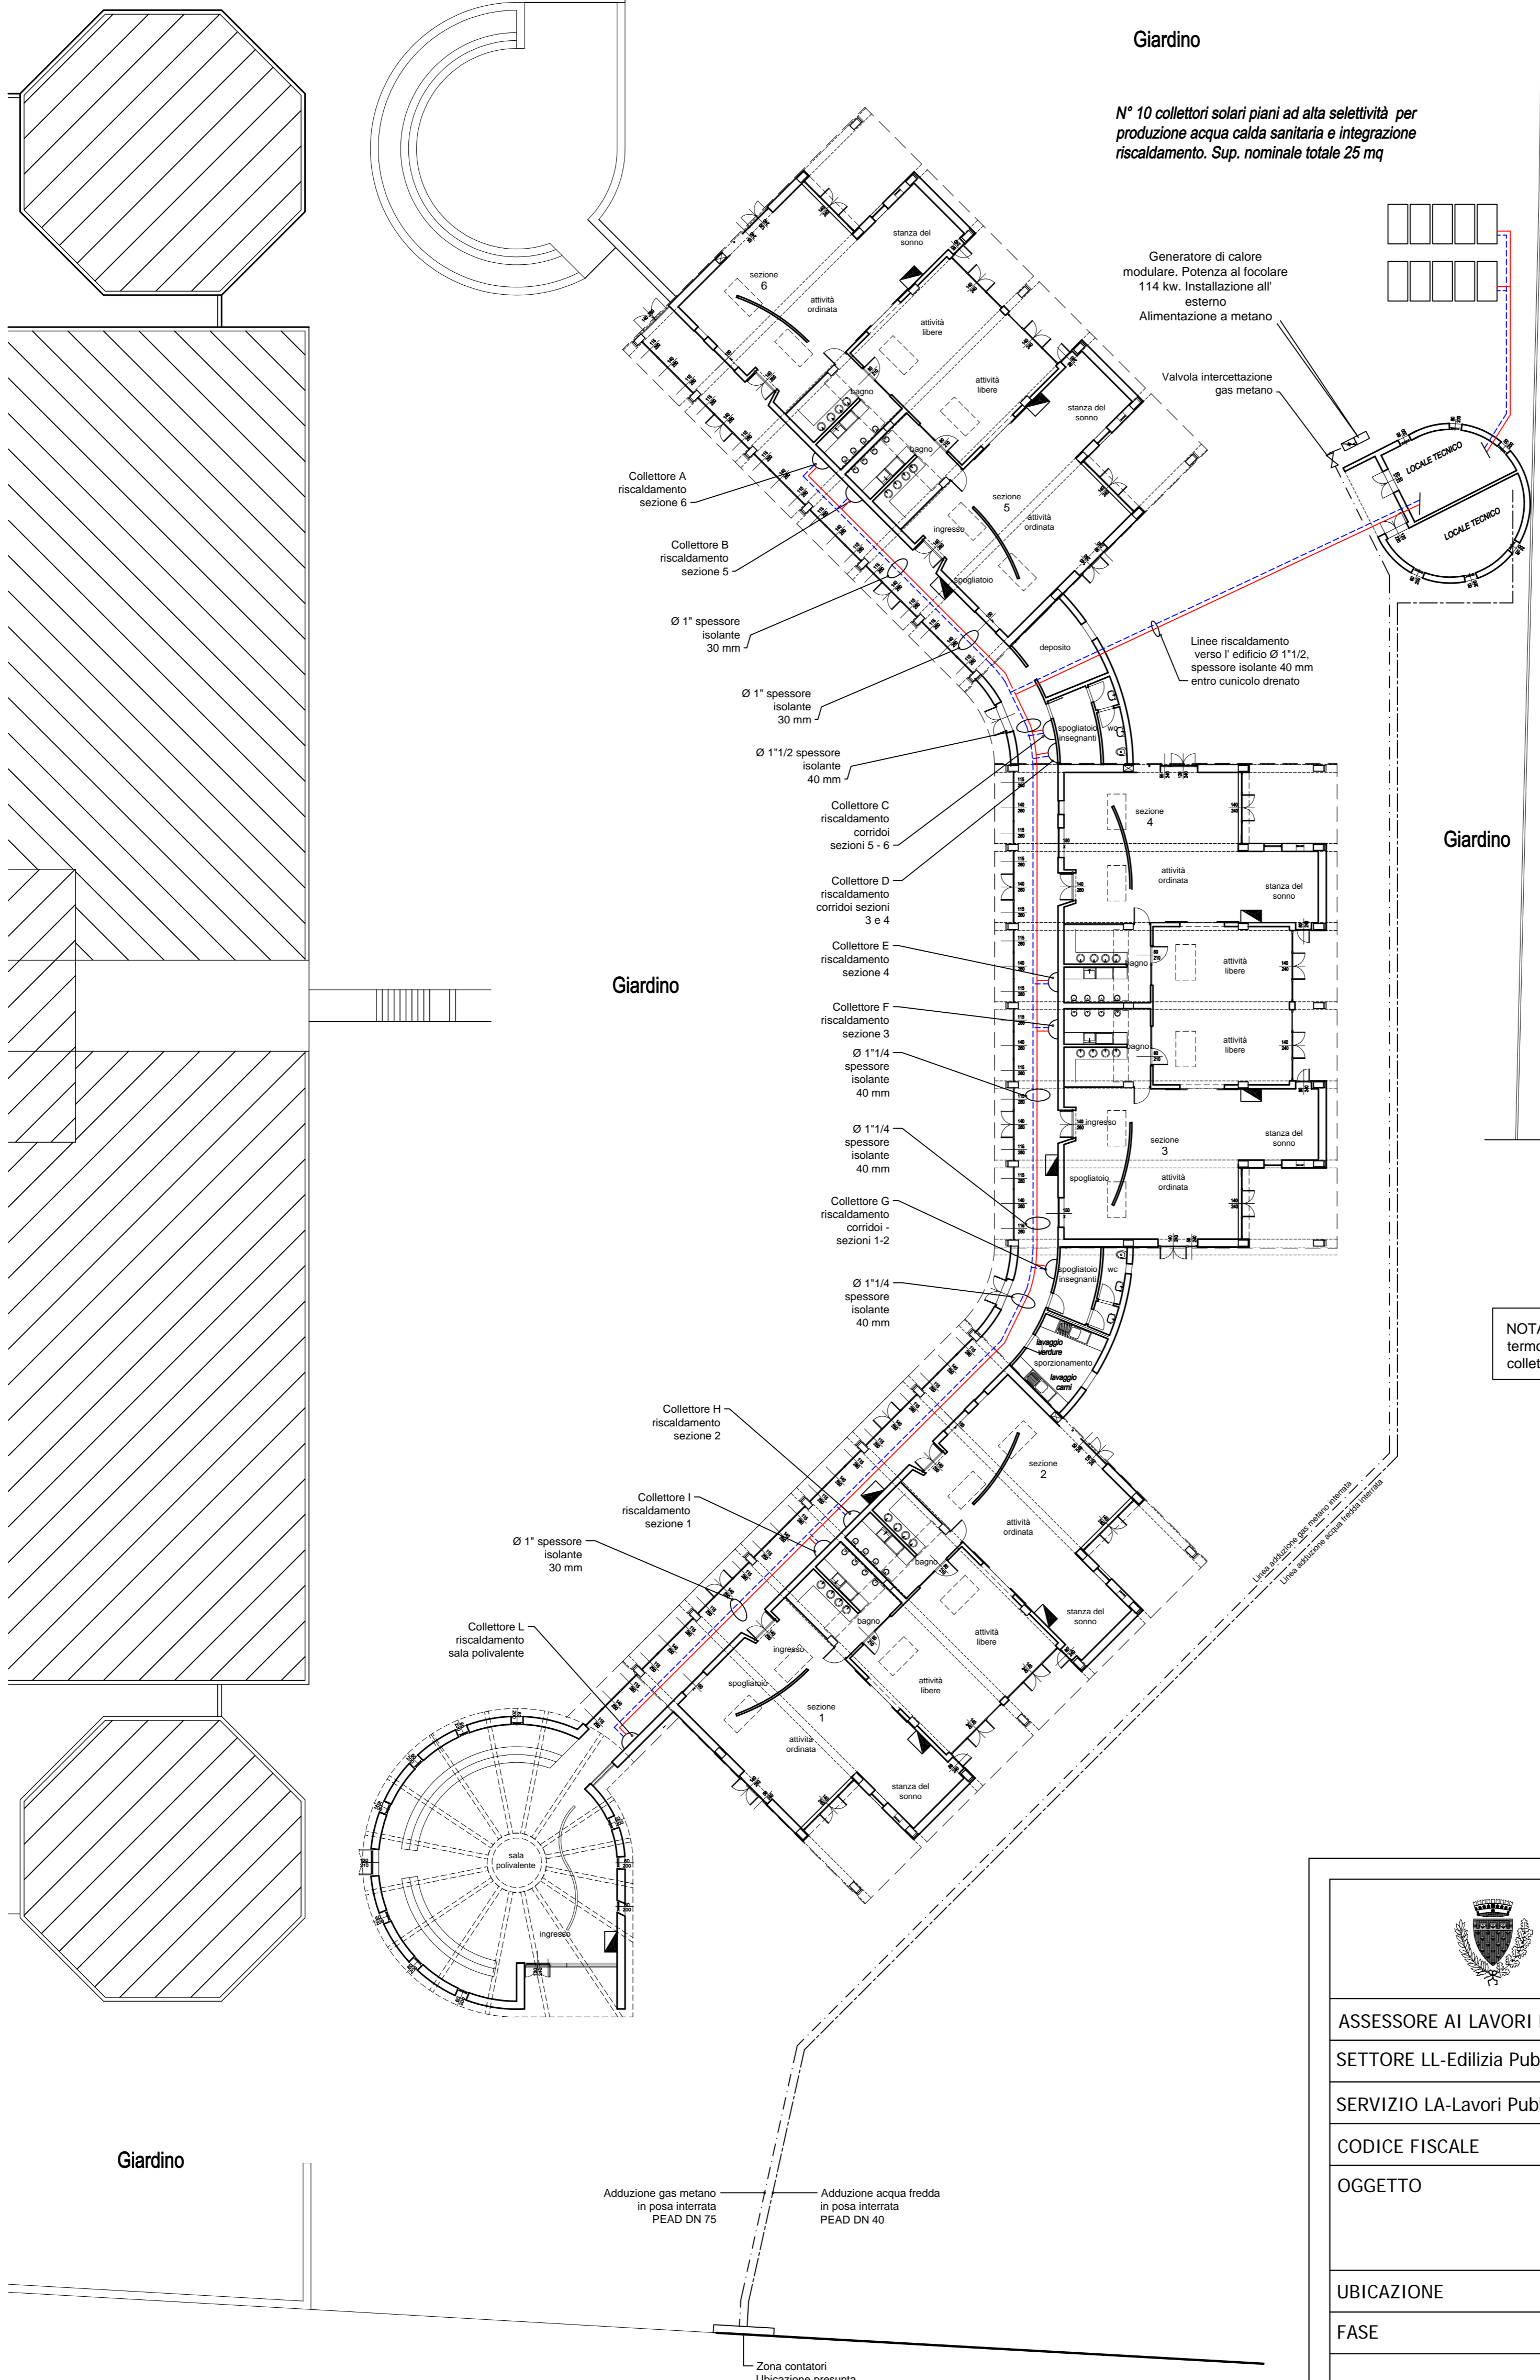 Giardino
N° 10 collettori solari piani ad alta selettività per
produzione acqua calda sanitaria e integrazione
riscaldamento. Sup. nominale totale 25 mq
Generatore di calore
modulare. Potenza al focolare
114 kw. Installazione all'
esterno
Alimentazione a metano
Valvola intercettazione
gas metano
LOCALE TECNICO
LOCALE TECNICO
stanza del
sonno
sezione
6
attività
ordinata
attività
libere
attività
libere
stanza del
sonno
bagno
bagno
sezione
5
attività
ordinata
ingresso
spogliatoio
Collettore A
riscaldamento
sezione 6
Collettore B
riscaldamento
sezione 5
Ø 1" spessore
isolante
30 mm
deposito
Linee riscaldamento
verso l' edificio Ø 1"1/2,
spessore isolante 40 mm
entro cunicolo drenato
Ø 1" spessore
isolante
30 mm
spogliatoio
insegnanti
wc
Ø 1"1/2 spessore
isolante
40 mm
Collettore C
riscaldamento
corridoi
sezioni 5 - 6
sezione
4
Giardino
attività
ordinata
stanza del
sonno
Collettore D
riscaldamento
corridoi sezioni
3 e 4
Collettore E
riscaldamento
sezione 4
bagno
attività
libere
Giardino
Collettore F
riscaldamento
sezione 3
bagno
attività
libere
Ø 1"1/4
spessore
isolante
40 mm
ingresso
sezione
3
stanza del
sonno
Ø 1"1/4
spessore
isolante
40 mm
spogliatoio
attività
ordinata
Collettore G
riscaldamento
corridoi -
sezioni 1-2
spogliatoio
insegnanti
wc
Ø 1"1/4
spessore
isolante
40 mm
lavaggio
verdure
sporzionamento
lavaggio
carni
NOTA
termo
collet
Collettore H
riscaldamento
sezione 2
sezione
2
Collettore I
riscaldamento
sezione 1
attività
ordinata
Linea adduzione gas metano interrata
Linea adduzione acqua fredda interrata
Ø 1" spessore
isolante
30 mm
bagno
stanza del
sonno
bagno
attività
libere
Collettore L
riscaldamento
sala polivalente
ingresso
spogliatoio
attività
libere
sezione
1
attività
ordinata
stanza del
sonno
sala
polivalente
ingresso
ASSESSORE AI LAVORI
SETTORE LL-Edilizia Pub
SERVIZIO LA-Lavori Pub
CODICE FISCALE
OGGETTO
UBICAZIONE
FASE
Giardino
Adduzione gas metano
in posa interrata
PEAD DN 75
Adduzione acqua fredda
in posa interrata
PEAD DN 40
Zona contatori
Ubicazione presunta